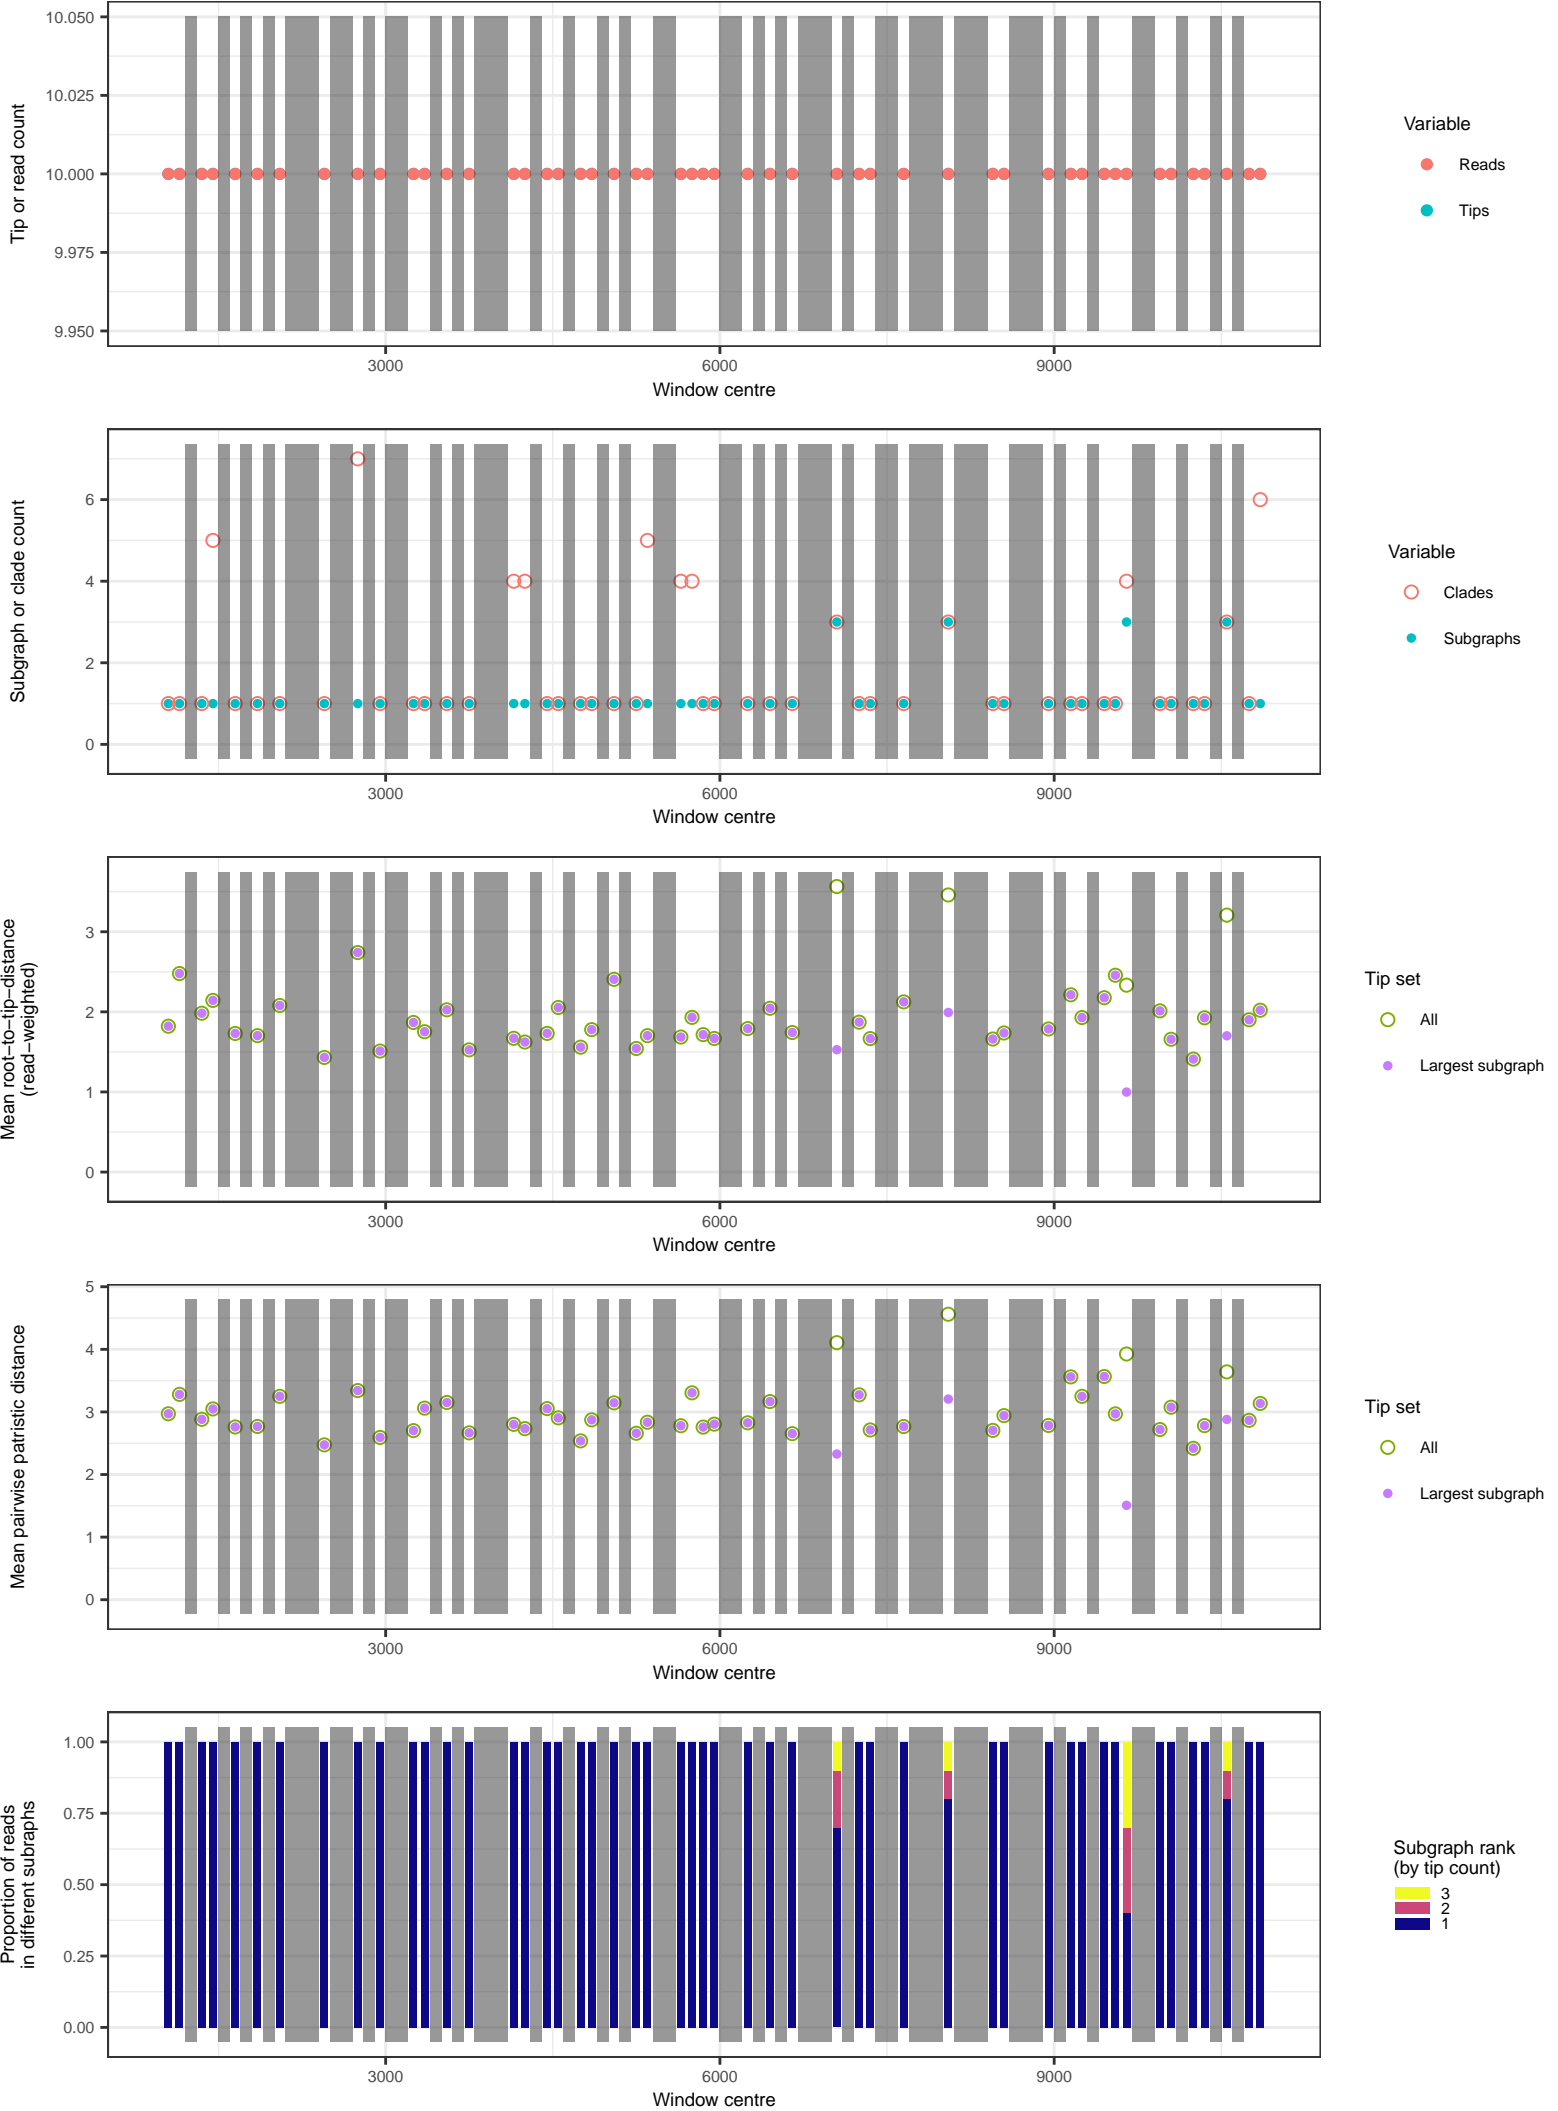 10.050
10.025
10.000
9.975
9.950
Tip or read count
3000 6000 9000
Window centre
Variable
Reads
Tips
6
4
2
0
Subgraph or clade count
3000 6000 9000
Window centre
Variable
Clades
Subgraphs
3
2
1
0
Mean root−to−tip−distance
(read−weighted)
3000 6000 9000
Window centre
Tip set
All
Largest subgraph
5
4
3
2
1
0
Mean pairwise patristic distance
3000 6000 9000
Window centre
Tip set
All
Largest subgraph
1.00
0.75
0.50
0.25
0.00
Proportion of reads
in different subraphs
3000 6000 9000
Window centre
Subgraph rank
(by tip count)
3
2
1